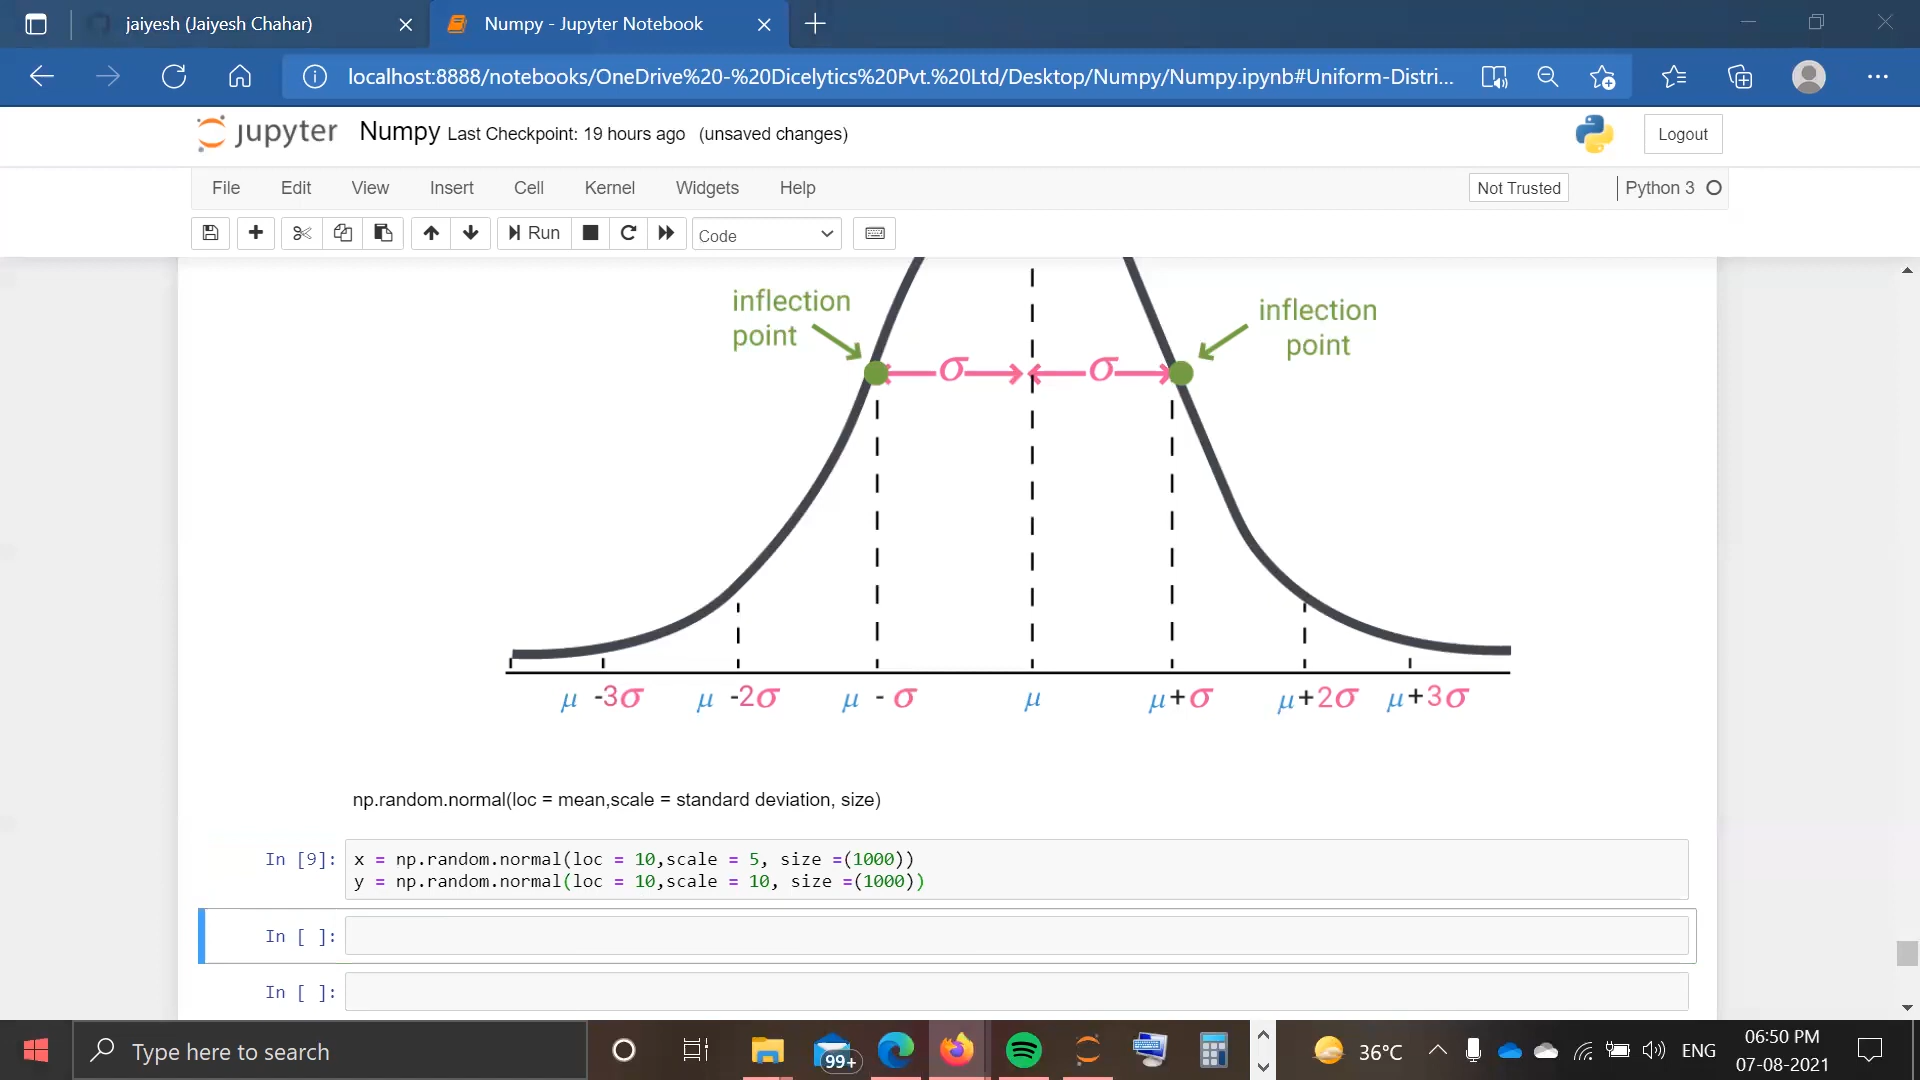 jaiyesh (Jaiyesh Chahar)
Numpy - Jupyter Notebook
localhost:8888/notebooks/OneDrive%20-%20Dicelytics%20Pvt.%20Ltd/Desktop/Numpy/Numpy.ipynb#Uniform-Distri...
jupyter Numpy Last Checkpoint: 19 hours ago (unsaved changes)
Logout
File Edit View Insert Cell Kernel Widgets Help
Not Trusted
Python 3
Run
Code
inflection
point
inflection
point
σ σ
μ -3σ μ -2σ μ - σ μ μ+σ μ+2σ μ+3σ
np.random.normal(loc = mean,scale = standard deviation, size)
In [9]: x = np.random.normal(loc = 10,scale = 5, size =(1000))
y = np.random.normal(loc = 10,scale = 10, size =(1000))
In [ ]:
In [ ]:
Type here to search
99+
36°C
ENG
06:50 PM
07-08-2021